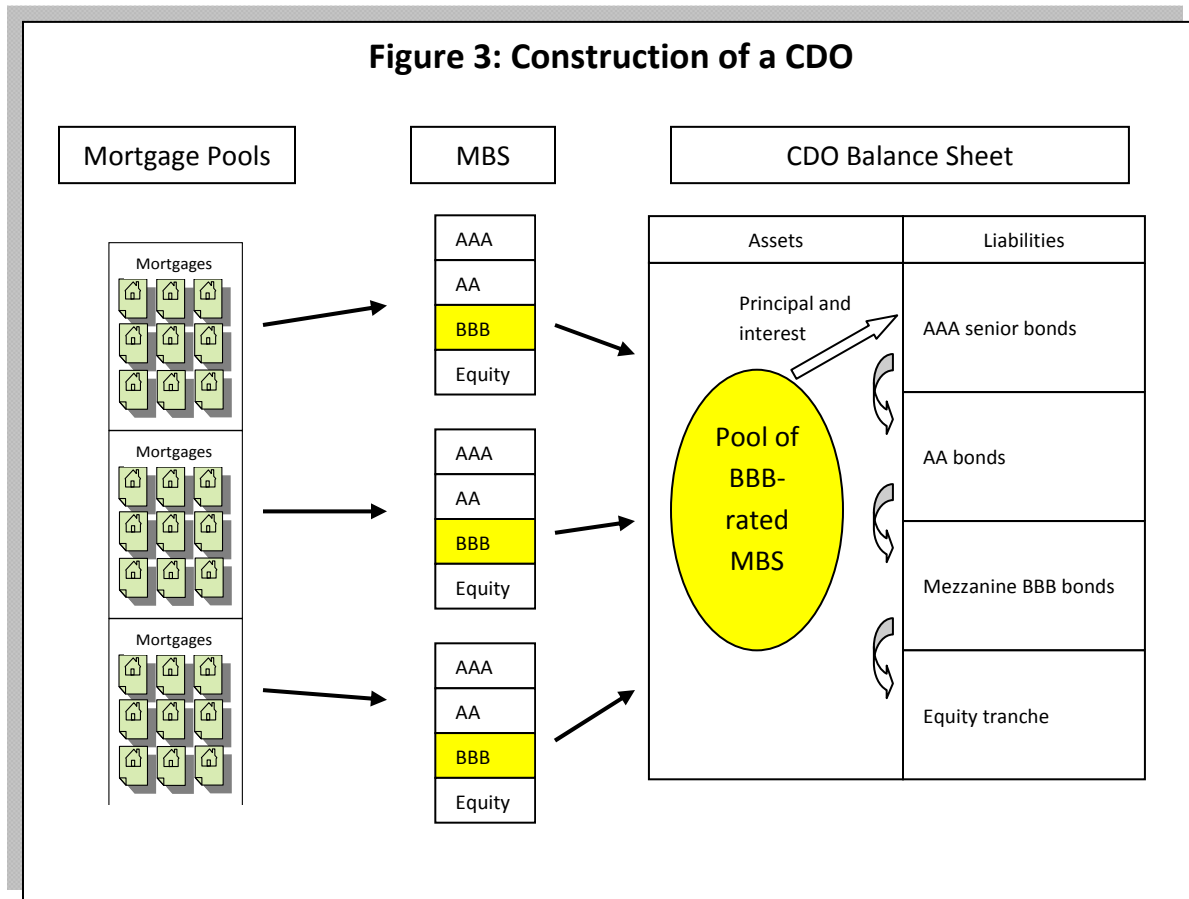 Figure 3: Construction of a CDO
Mortgage Pools
MBS
CDO Balance Sheet
Mortgages
Mortgages
Mortgages
AAA
AA
BBB
Equity
AAA
AA
BBB
Equity
AAA
AA
BBB
Equity
Assets
Liabilities
Principal and
interest
Pool of
BBB-
rated
MBS
AAA senior bonds
AA bonds
Mezzanine BBB bonds
Equity tranche